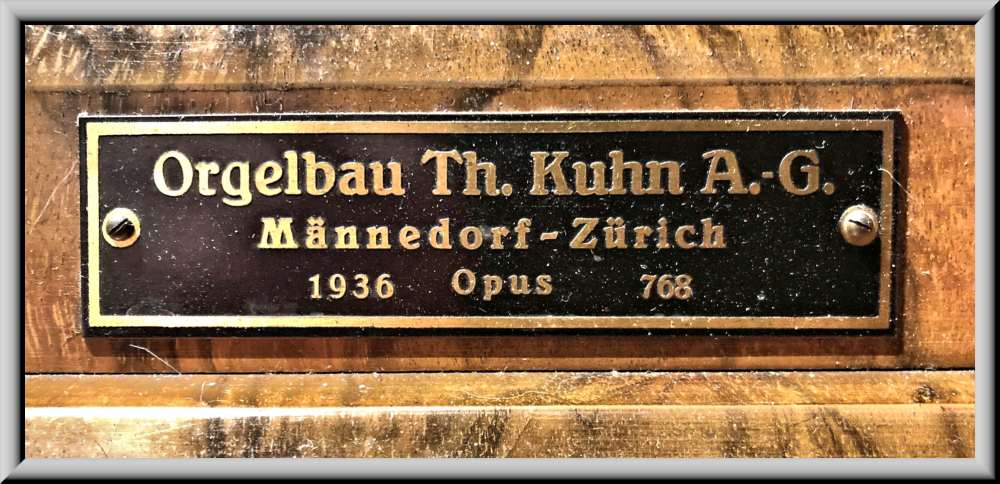 Orgelbau Th. Kuhn A.-G.
Männedorf-Zürich
1936 Opus 768